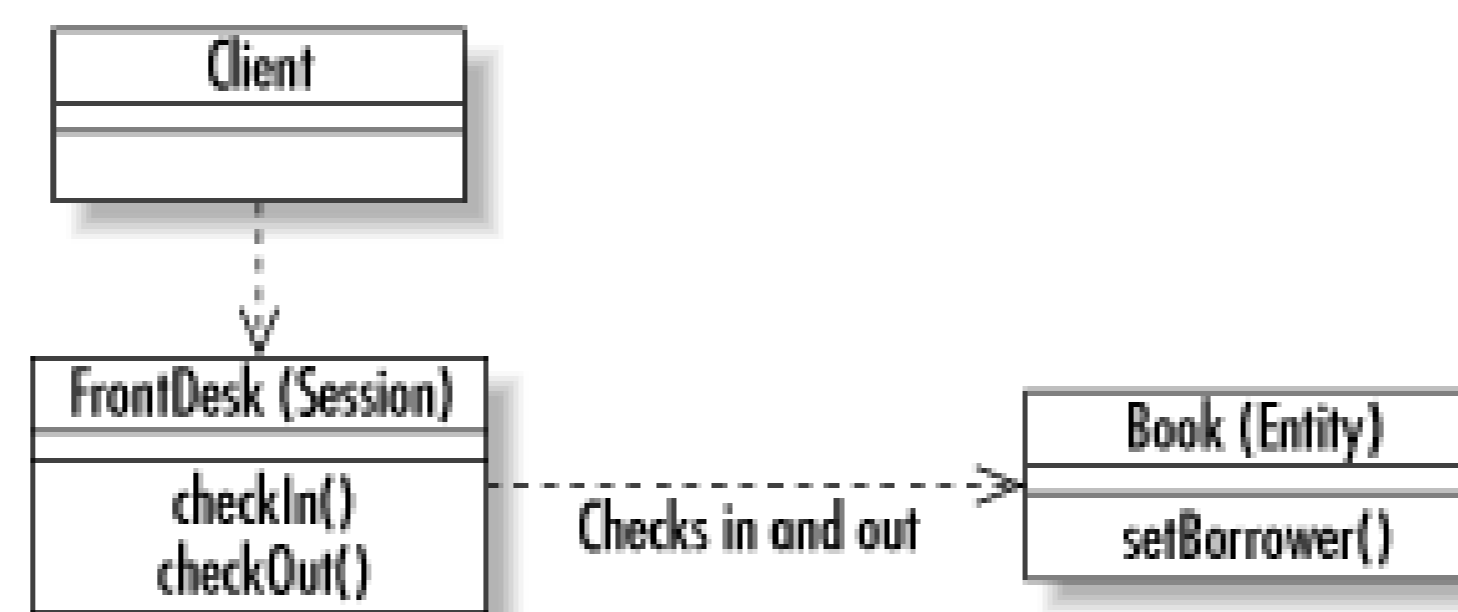 Client
FrontDesk (Session)
checkIn()
checkOut()
Checks in and out
Book (Entity)
setBorrower()